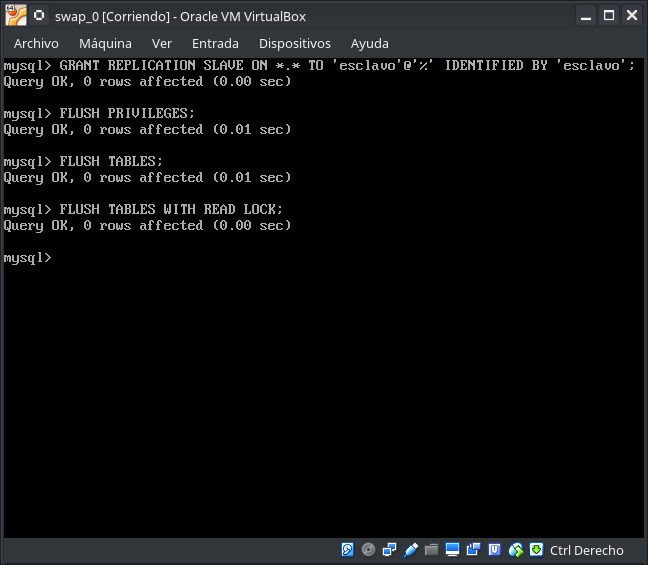 swap_0 [Corriendo] - Oracle VM VirtualBox
Archivo Máquina Ver Entrada Dispositivos Ayuda
mysql> GRANT REPLICATION SLAVE ON *.* TO 'esclavo'@'%' IDENTIFIED BY 'esclavo';
Query OK, 0 rows affected (0.00 sec)
mysql> FLUSH PRIVILEGES;
Query OK, 0 rows affected (0.01 sec)
mysql> FLUSH TABLES;
Query OK, 0 rows affected (0.01 sec)
mysql> FLUSH TABLES WITH READ LOCK;
Query OK, 0 rows affected (0.00 sec)
mysql>
Ctrl Derecho